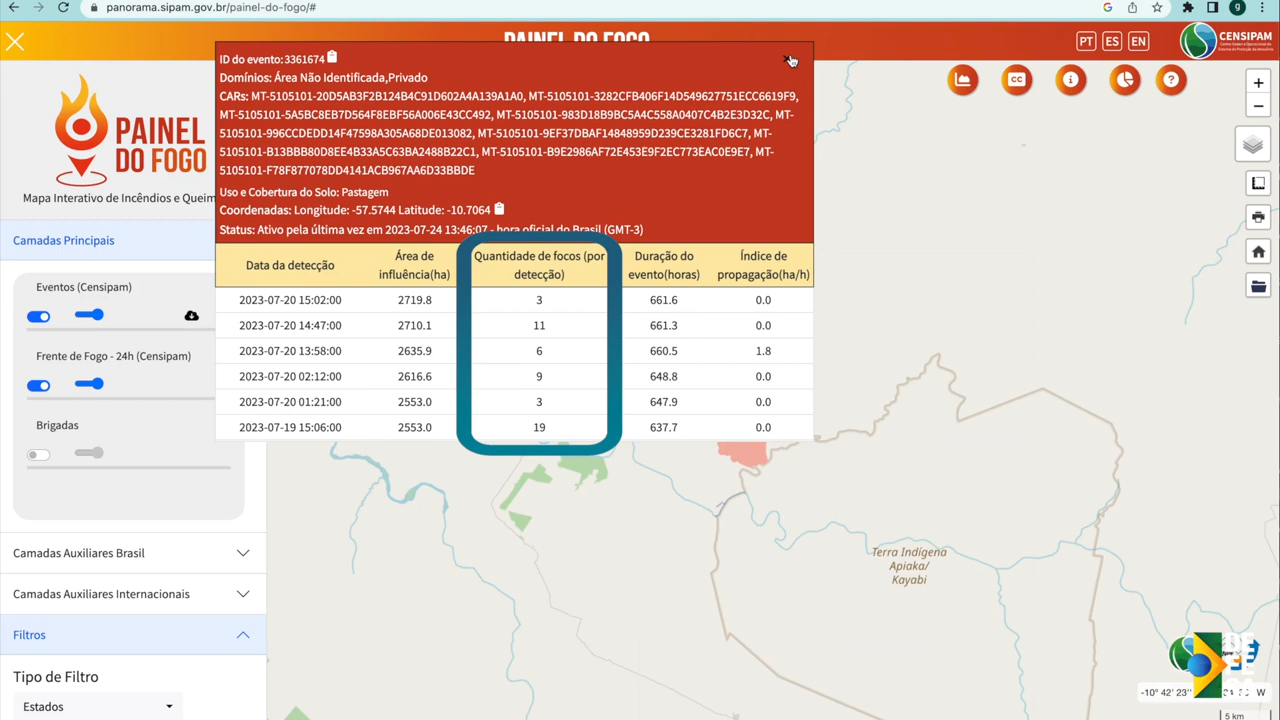 panorama.sipam.gov.br/painel-do-fogo/#
PAINEL DO FOGO
PT ES EN
CENSIPAM
PAINEL
DO FOGO
Mapa Interativo de Incêndios e Queim
Camadas Principais
Eventos (Censipam)
Frente de Fogo - 24h (Censipam)
Brigadas
Camadas Auxiliares Brasil
Camadas Auxiliares Internacionais
Filtros
Tipo de Filtro
Estados
ID do evento:3361674
Domínios: Área Não Identificada,Privado
CARs: MT-5105101-20D5AB3F2B124B4C91D602A4A139A1A0, MT-5105101-3282CFB406F14D549627751ECC6619F9,
MT-5105101-5A5BC8EB7D564F8EBF56A006E43CC492, MT-5105101-983D18B9BC5A4C558A0407C4B2E3D32C, MT-
5105101-996CCDEDD14F47598A305A68DE013082, MT-5105101-9EF37DBAF14848959D239CE3281FD6C7, MT-
5105101-B13BBB80D8EE4B33A5C63BA2488B22C1, MT-5105101-B9E2986AF72E453E9F2EC773EAC0E9E7, MT-
5105101-F78F877078DD4141ACB967AA6D33BBDE
Uso e Cobertura do Solo: Pastagem
Coordenadas: Longitude: -57.5744 Latitude: -10.7064
Status: Ativo pela última vez em 2023-07-24 13:46:07 - hora oficial do Brasil (GMT-3)
Data da detecção Área de influência(ha) Quantidade de focos (por detecção) Duração do evento(horas) Índice de propagação(ha/h)
2023-07-20 15:02:00 2719.8 3 661.6 0.0
2023-07-20 14:47:00 2710.1 11 661.3 0.0
2023-07-20 13:58:00 2635.9 6 660.5 1.8
2023-07-20 02:12:00 2616.6 9 648.8 0.0
2023-07-20 01:21:00 2553.0 3 647.9 0.0
2023-07-19 15:06:00 2553.0 19 637.7 0.0
Terra Indígena
Apiaka/
Kayabi
-10° 42' 23''
W
5 km